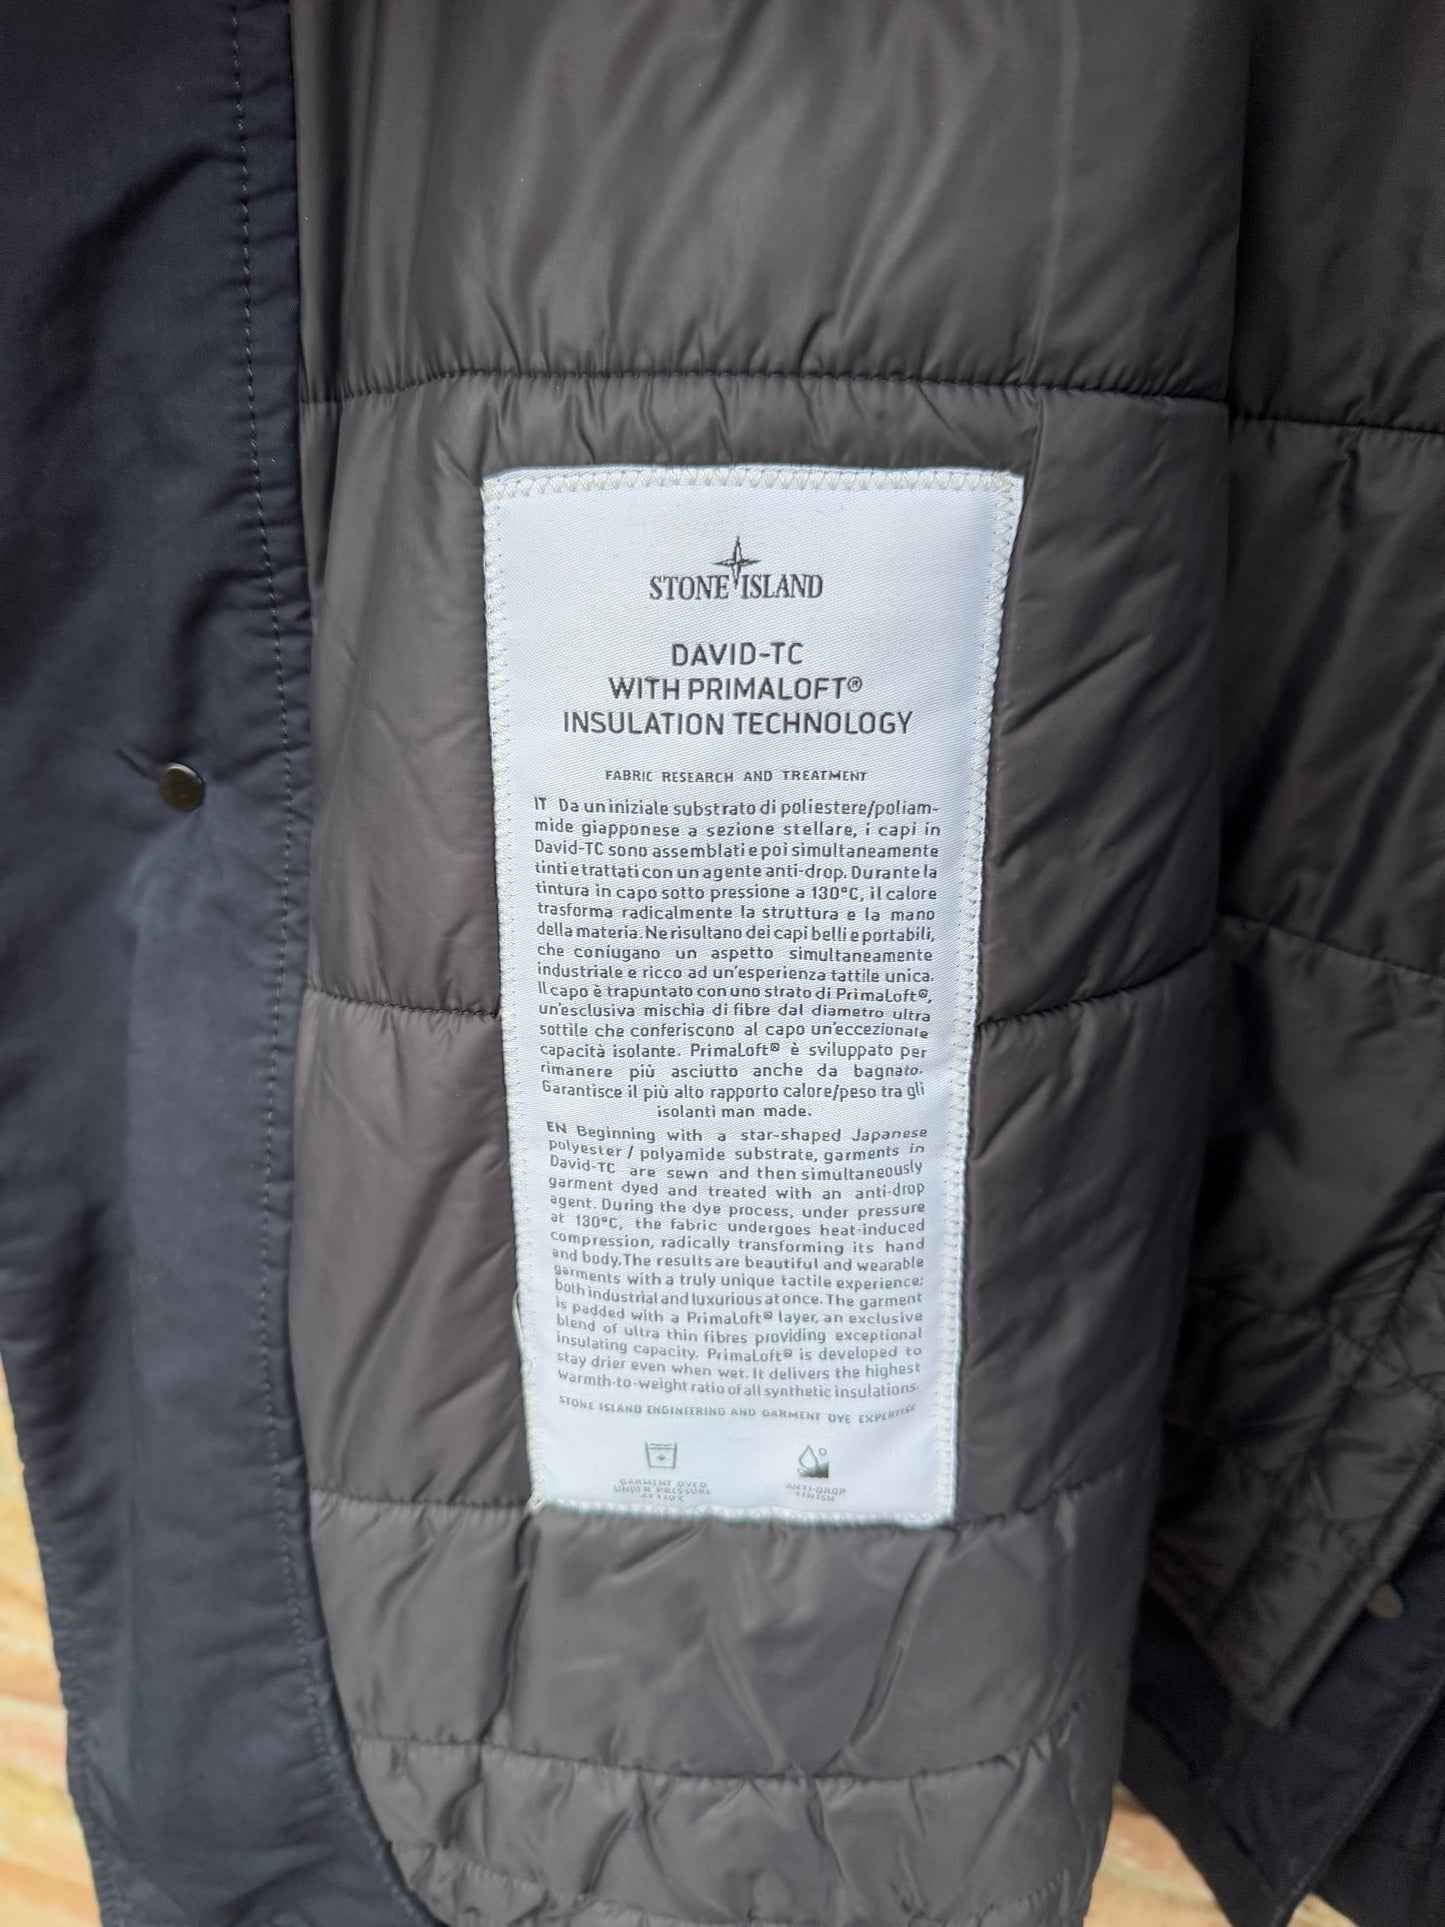 STONE ISLAND
DAVID-TC
WITH PRIMALOFT®
INSULATION TECHNOLOGY
FABRIC RESEARCH AND TREATMENT
IT Da un iniziale substrato di poliestere/poliam-
mide giapponese a sezione stellare, i capi in
David-TC sono assemblati e poi simultaneamente
tinti e trattati con un agente anti-drop. Durante la
tintura in capo sotto pressione a 130°C, il calore
trasforma radicalmente la struttura e la mano
della materia. Ne risultano dei capi belli e portabili,
che coniugano un aspetto simultaneamente
industriale e ricco ad un'esperienza tattile unica.
Il capo è trapuntato con uno strato di PrimaLoft®,
un'esclusiva mischia di fibre dal diametro ultra
sottile che conferiscono al capo un'eccezionale
capacità isolante. PrimaLoft® è sviluppato per
rimanere più asciutto anche da bagnato.
Garantisce il più alto rapporto calore/peso tra gli
isolanti man made.
EN Beginning with a star-shaped Japanese
polyester / polyamide substrate, garments in
David-TC are sewn and then simultaneously
garment dyed and treated with an anti-drop
agent. During the dye process, under pressure
at 130°C, the fabric undergoes heat-induced
compression, radically transforming its hand
and body. The results are beautiful and wearable
garments with a truly unique tactile experience;
both industrial and luxurious at once. The garment
is padded with a PrimaLoft® layer, an exclusive
blend of ultra thin fibres providing exceptional
insulating capacity. PrimaLoft® is developed to
stay drier even when wet. It delivers the highest
warmth-to-weight ratio of all synthetic insulations.
STONE ISLAND ENGINEERING AND GARMENT DYE EXPERTISE
GARMENT DYED
UNDER PRESSURE
AT 130°C
ANTI-DROP
FINISH